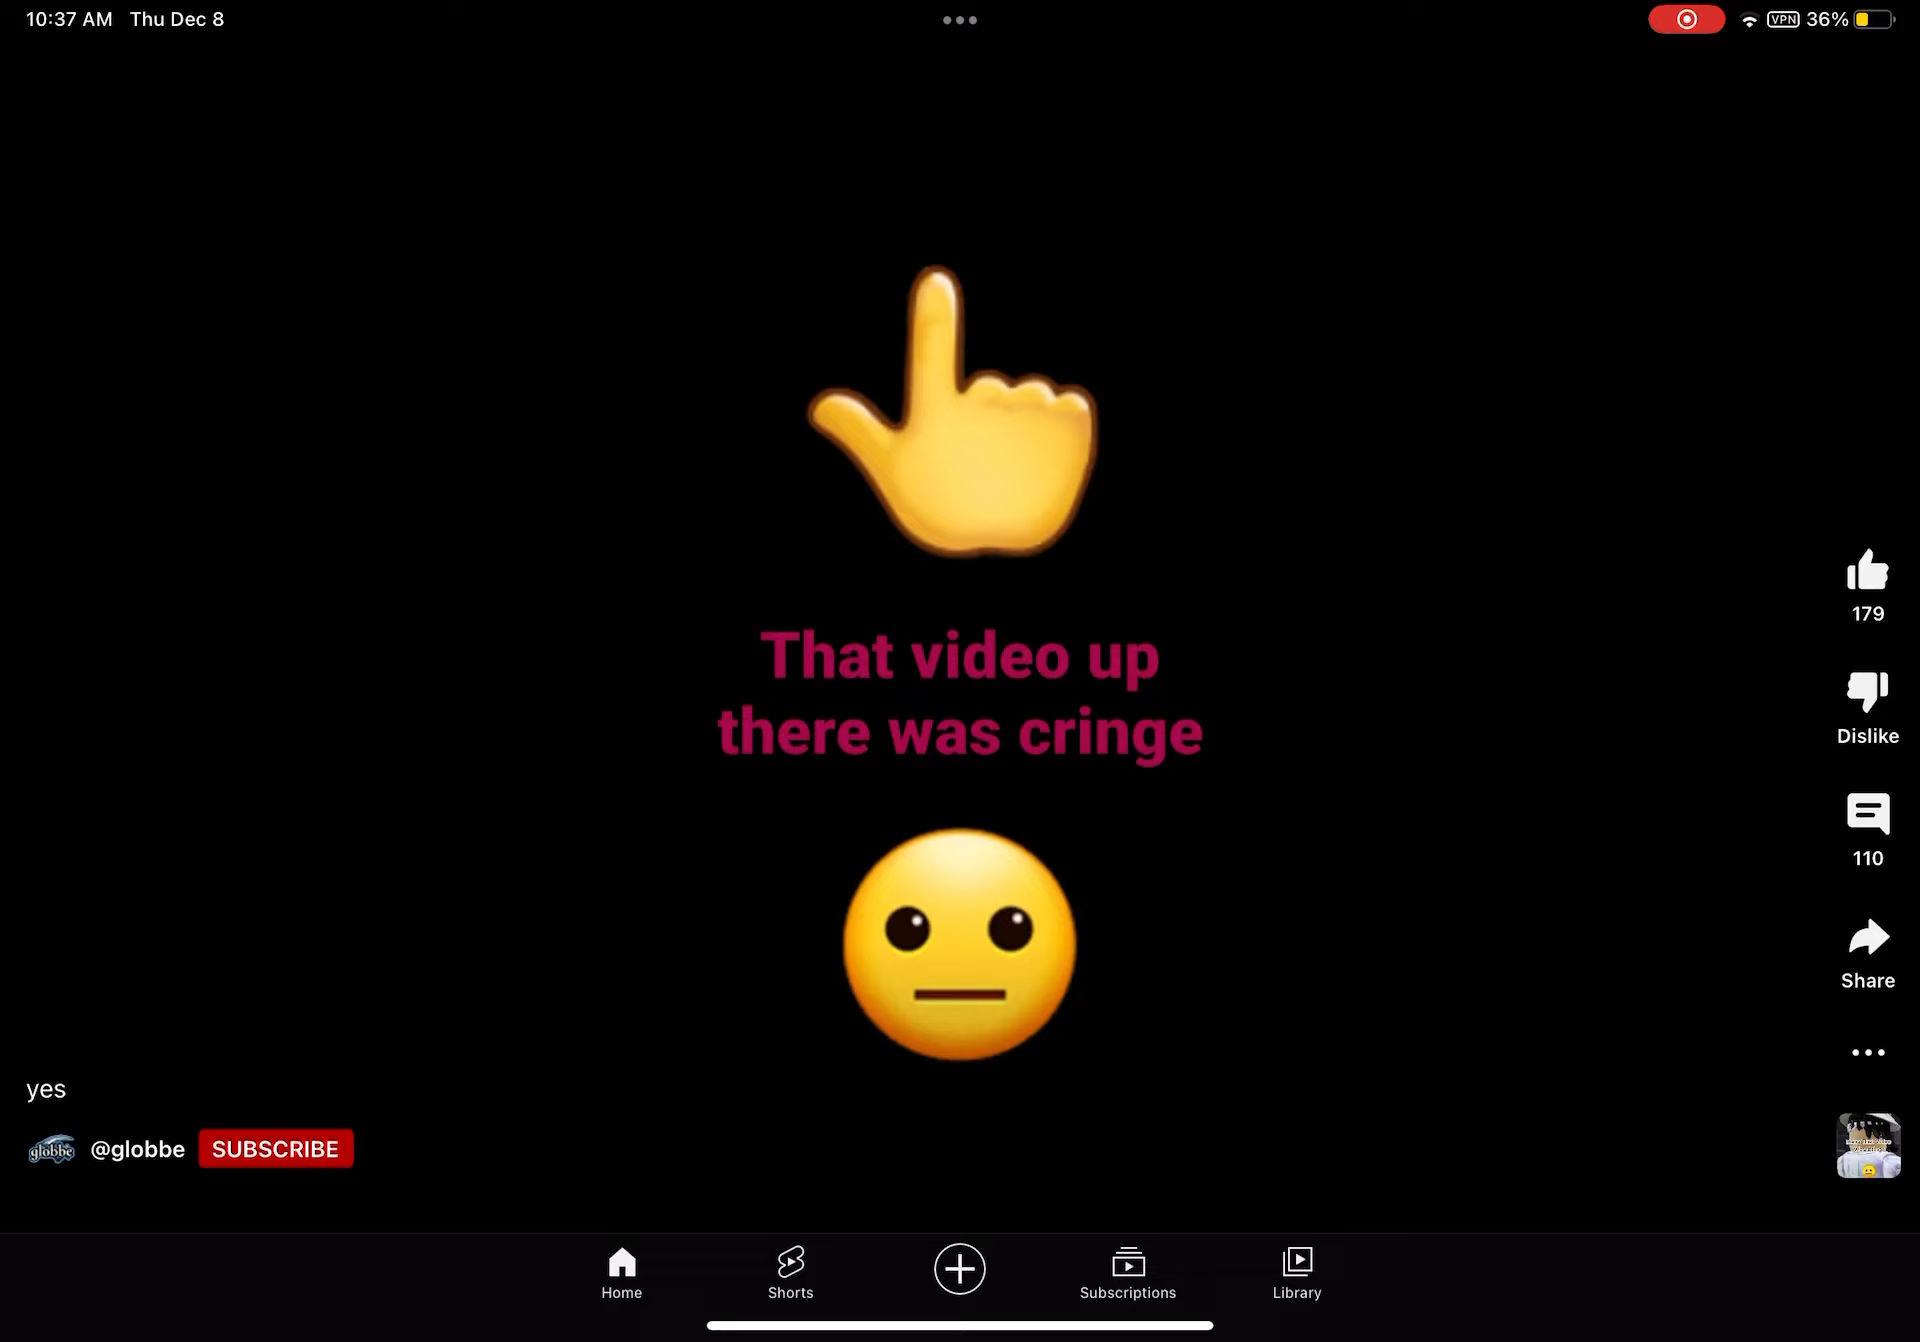 10:37 AM Thu Dec 8
VPN 36%
That video up
there was cringe
179
Dislike
110
Share
yes
globbe @globbe SUBSCRIBE
Home Shorts Subscriptions Library